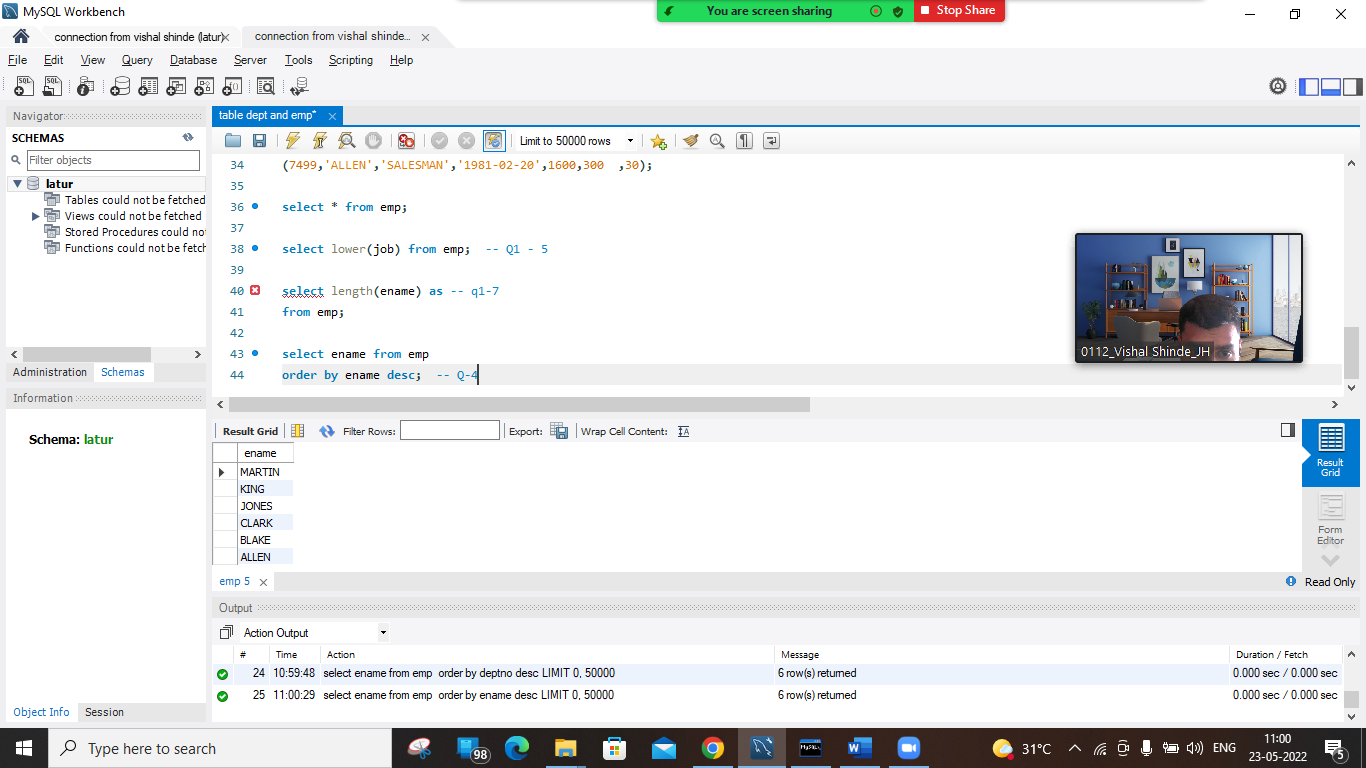 MySQL Workbench
You are screen sharing
Stop Share
connection from vishal shinde (latur)
connection from vishal shinde...
File Edit View Query Database Server Tools Scripting Help
Navigator
SCHEMAS
Filter objects
latur
Tables could not be fetched
Views could not be fetched
Stored Procedures could no
Functions could not be fetch
Administration Schemas
Information
Schema: latur
Object Info Session
table dept and emp*
Limit to 50000 rows
34 (7499,'ALLEN','SALESMAN','1981-02-20',1600,300 ,30);
35
36 select * from emp;
37
38 select lower(job) from emp; -- Q1 - 5
39
40 select length(ename) as -- q1-7
41 from emp;
42
43 select ename from emp
44 order by ename desc; -- Q-4
0112_Vishal Shinde_JH
Result Grid Filter Rows: Export: Wrap Cell Content:
ename
MARTIN
KING
JONES
CLARK
BLAKE
ALLEN
Result Grid
Form Editor
emp 5
Read Only
Output
Action Output
# Time Action Message Duration / Fetch
24 10:59:48 select ename from emp order by deptno desc LIMIT 0, 50000 6 row(s) returned 0.000 sec / 0.000 sec
25 11:00:29 select ename from emp order by ename desc LIMIT 0, 50000 6 row(s) returned 0.000 sec / 0.000 sec
Type here to search
98
31°C
ENG
11:00
23-05-2022
5